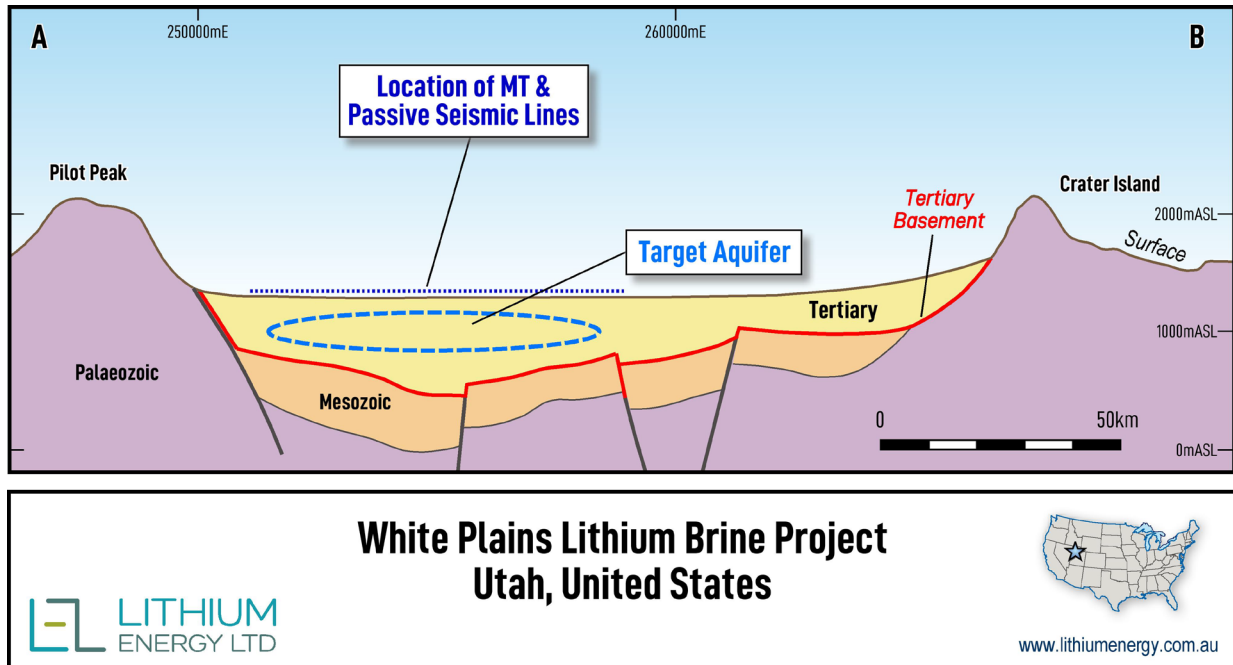 A
250000mE
260000mE
B
Location of MT &
Passive Seismic Lines
Pilot Peak
Crater Island
Tertiary
Basement
2000mASL
Surface
Target Aquifer
Tertiary
1000mASL
Palaeozoic
Mesozoic
0
50km
0mASL
White Plains Lithium Brine Project
Utah, United States
LEL LITHIUM
ENERGY LTD
www.lithiumenergy.com.au